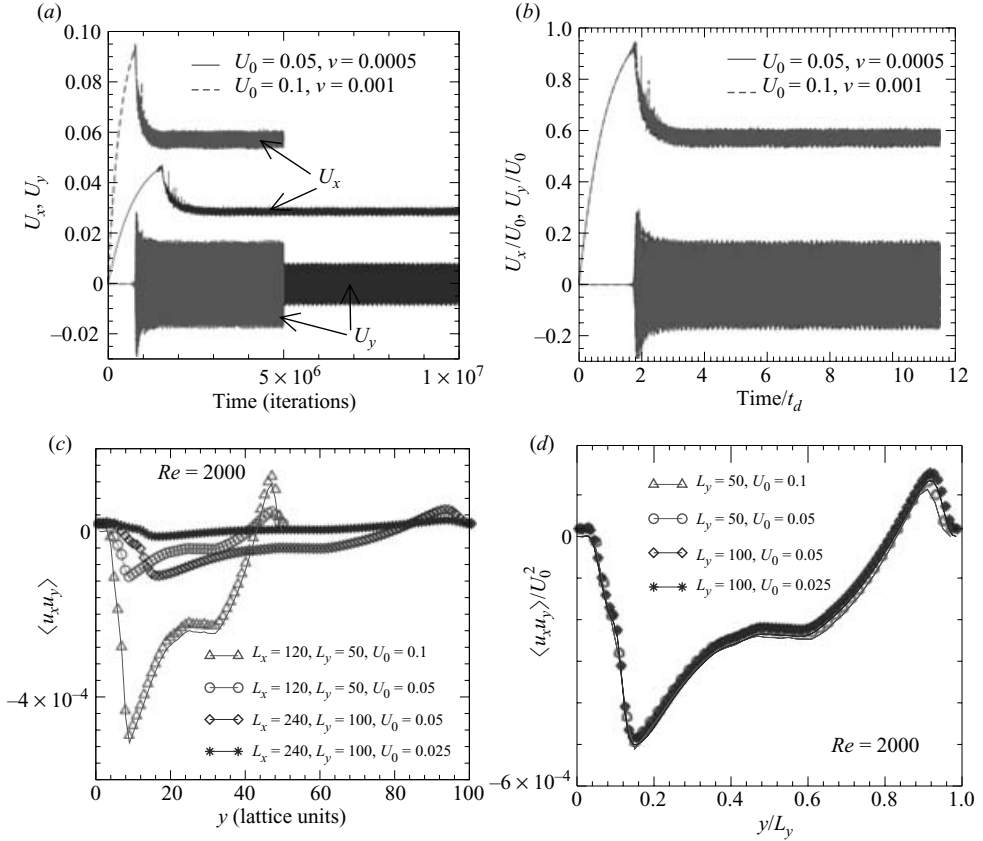 (a)
0.10
0.08
0.06
0.04
0.02
0
−0.02
U_x, U_y
U_0 = 0.05, ν = 0.0005
U_0 = 0.1, ν = 0.001
U_x
U_y
0
5 × 10^6
1 × 10^7
Time (iterations)
(b)
1.0
0.8
0.6
0.4
0.2
0
−0.2
U_x/U_0, U_y/U_0
U_0 = 0.05, ν = 0.0005
U_0 = 0.1, ν = 0.001
0 2 4 6 8 10 12
Time/t_d
(c)
Re = 2000
0
−4 × 10^−4
⟨u_x u_y⟩
L_x = 120, L_y = 50, U_0 = 0.1
L_x = 120, L_y = 50, U_0 = 0.05
L_x = 240, L_y = 100, U_0 = 0.05
L_x = 240, L_y = 100, U_0 = 0.025
0 20 40 60 80 100
y (lattice units)
(d)
0
−6 × 10^−4
⟨u_x u_y⟩/U_0^2
L_y = 50, U_0 = 0.1
L_y = 50, U_0 = 0.05
L_y = 100, U_0 = 0.05
L_y = 100, U_0 = 0.025
Re = 2000
0 0.2 0.4 0.6 0.8 1.0
y/L_y